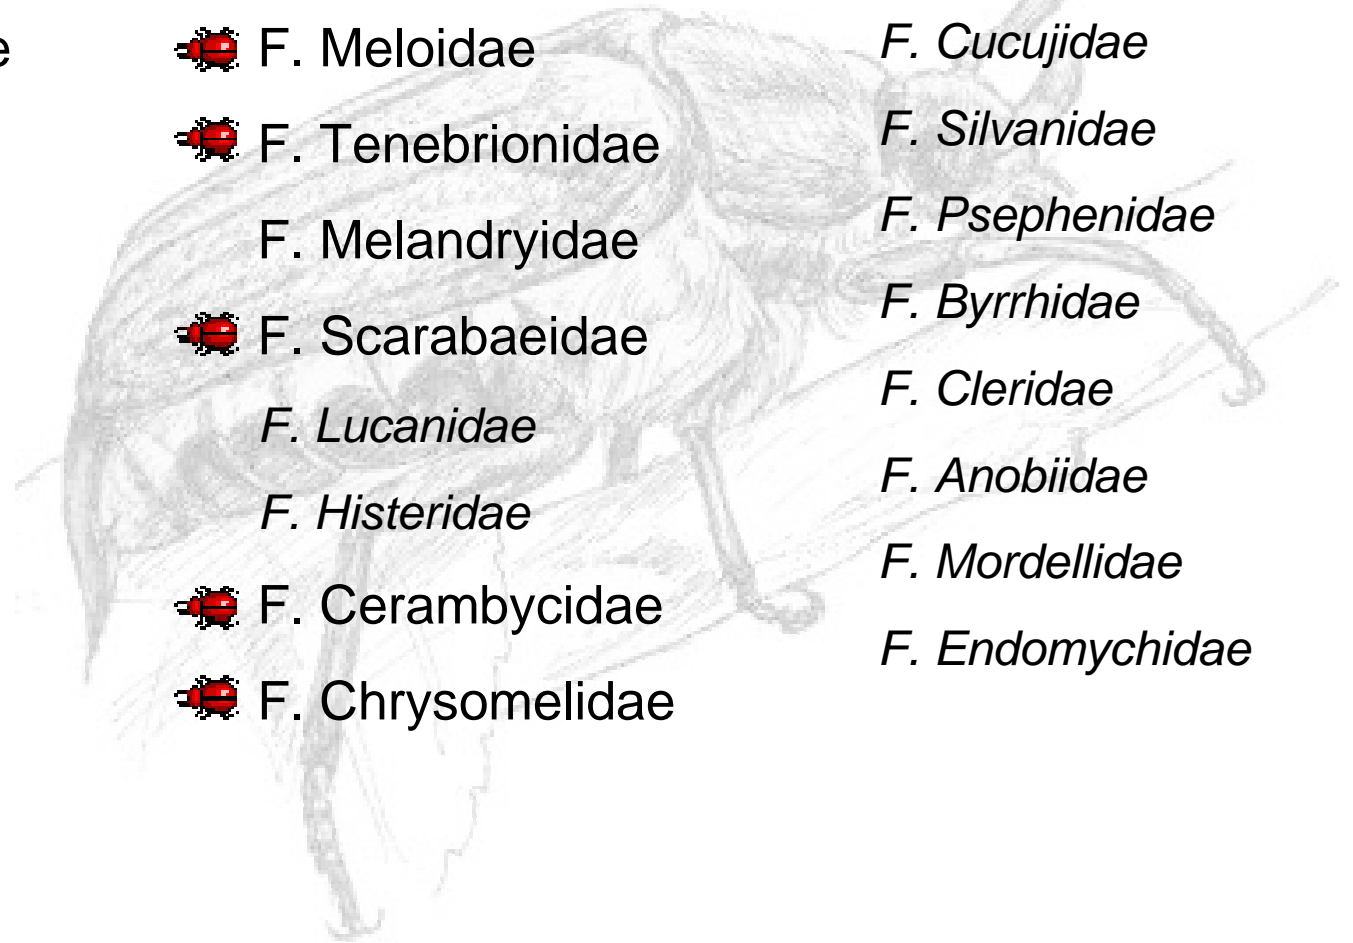 F. Meloidae
F. Tenebrionidae
F. Melandryidae
F. Scarabaeidae
F. Lucanidae
F. Histeridae
F. Cerambycidae
F. Chrysomelidae
F. Cucujidae
F. Silvanidae
F. Psephenidae
F. Byrrhidae
F. Cleridae
F. Anobiidae
F. Mordellidae
F. Endomychidae